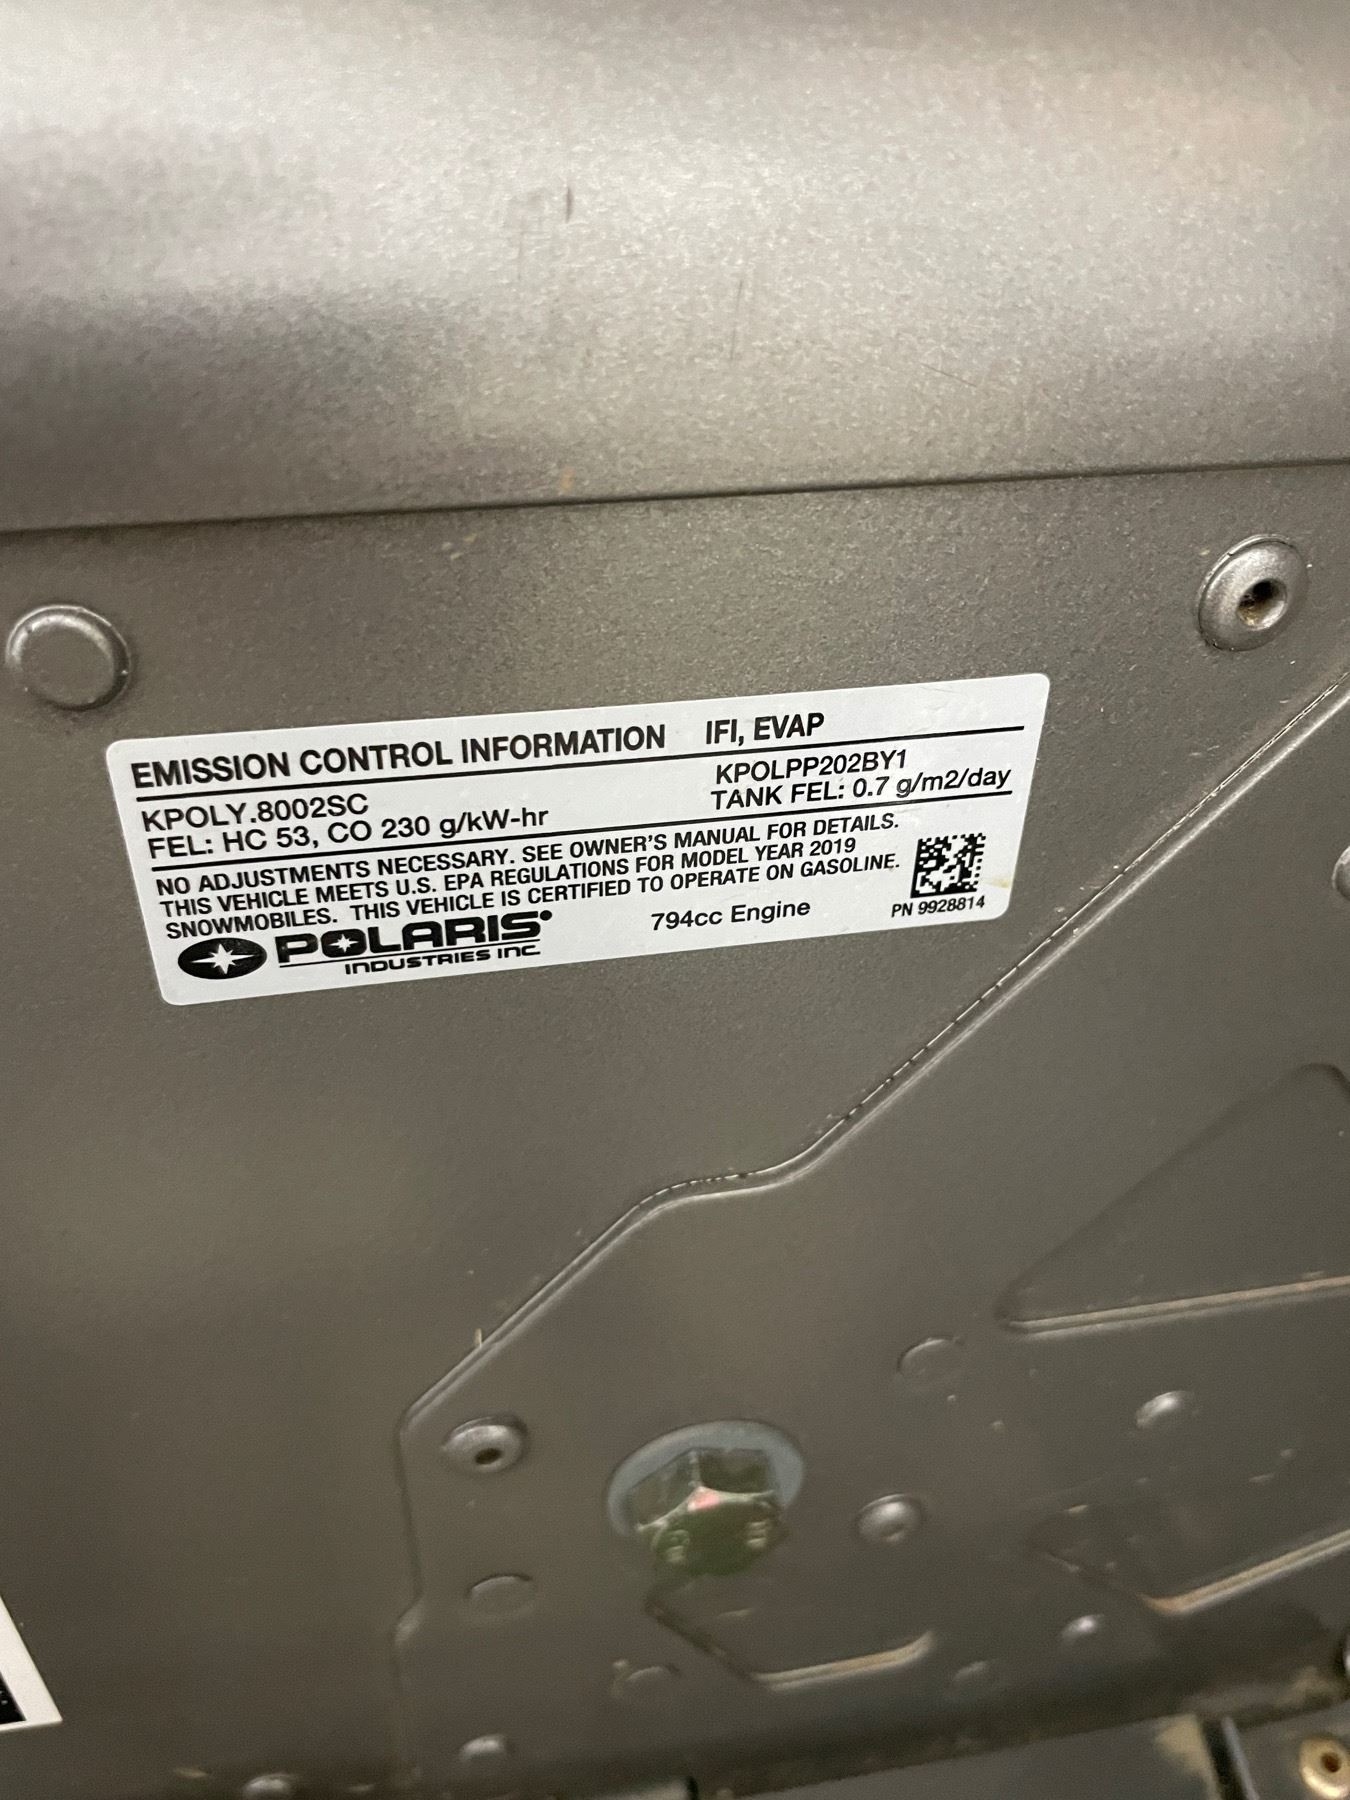 EMISSION CONTROL INFORMATION IFI, EVAP
KPOLY.8002SC KPOLPP202BY1
FEL: HC 53, CO 230 g/kW-hr TANK FEL: 0.7 g/m2/day
NO ADJUSTMENTS NECESSARY. SEE OWNER'S MANUAL FOR DETAILS.
THIS VEHICLE MEETS U.S. EPA REGULATIONS FOR MODEL YEAR 2019
SNOWMOBILES. THIS VEHICLE IS CERTIFIED TO OPERATE ON GASOLINE.
POLARIS
INDUSTRIES INC
794cc Engine
PN 9928814